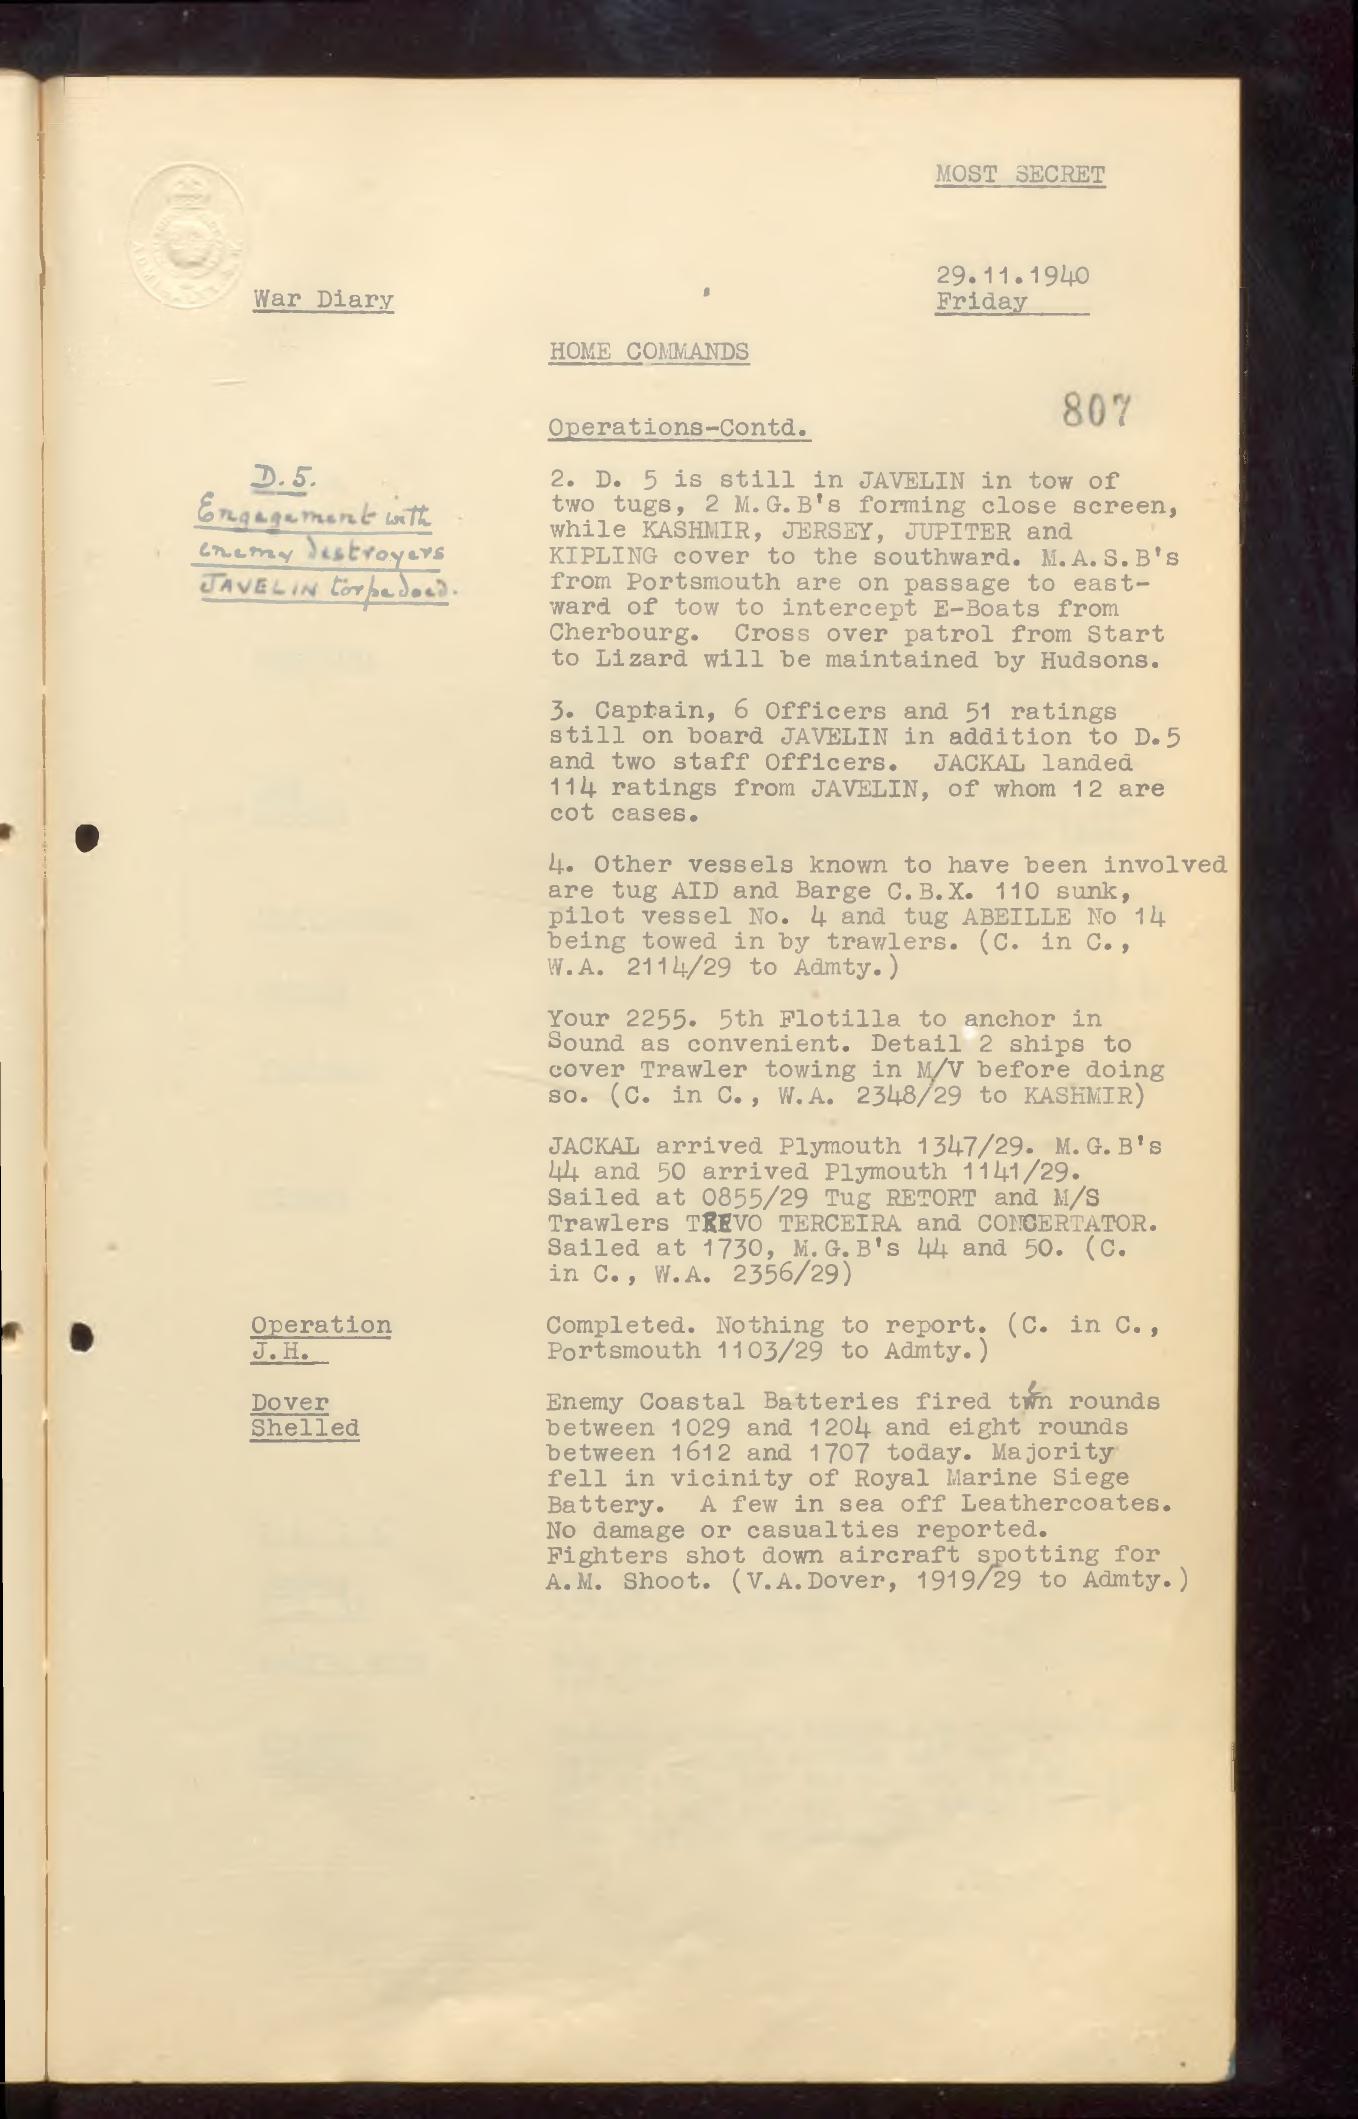 MOST SECRET
29.11.1940
War Diary
Friday
HOME COMMANDS
807
Operations-Contd.
D.5.
Engagement with
enemy destroyers
JAVELIN torpedoed.
2. D. 5 is still in JAVELIN in tow of
two tugs, 2 M.G.B's forming close screen,
while KASHMIR, JERSEY, JUPITER and
KIPLING cover to the southward. M.A.S.B's
from Portsmouth are on passage to east-
ward of tow to intercept E-Boats from
Cherbourg. Cross over patrol from Start
to Lizard will be maintained by Hudsons.
3. Captain, 6 Officers and 51 ratings
still on board JAVELIN in addition to D.5
and two staff Officers. JACKAL landed
114 ratings from JAVELIN, of whom 12 are
cot cases.
4. Other vessels known to have been involved
are tug AID and Barge C.B.X. 110 sunk,
pilot vessel No. 4 and tug ABEILLE No 14
being towed in by trawlers. (C. in C.,
W.A. 2114/29 to Admty.)
Your 2255. 5th Flotilla to anchor in
Sound as convenient. Detail 2 ships to
cover Trawler towing in M/V before doing
so. (C. in C., W.A. 2348/29 to KASHMIR)
JACKAL arrived Plymouth 1347/29. M.G.B's
44 and 50 arrived Plymouth 1141/29.
Sailed at 0855/29 Tug RETORT and M/S
Trawlers TREVO TERCEIRA and CONCERTATOR.
Sailed at 1730, M.G.B's 44 and 50. (C.
in C., W.A. 2356/29)
Operation
J.H.
Completed. Nothing to report. (C. in C.,
Portsmouth 1103/29 to Admty.)
Dover
Shelled
Enemy Coastal Batteries fired ten rounds
between 1029 and 1204 and eight rounds
between 1612 and 1707 today. Majority
fell in vicinity of Royal Marine Siege
Battery. A few in sea off Leathercoates.
No damage or casualties reported.
Fighters shot down aircraft spotting for
A.M. Shoot. (V.A.Dover, 1919/29 to Admty.)